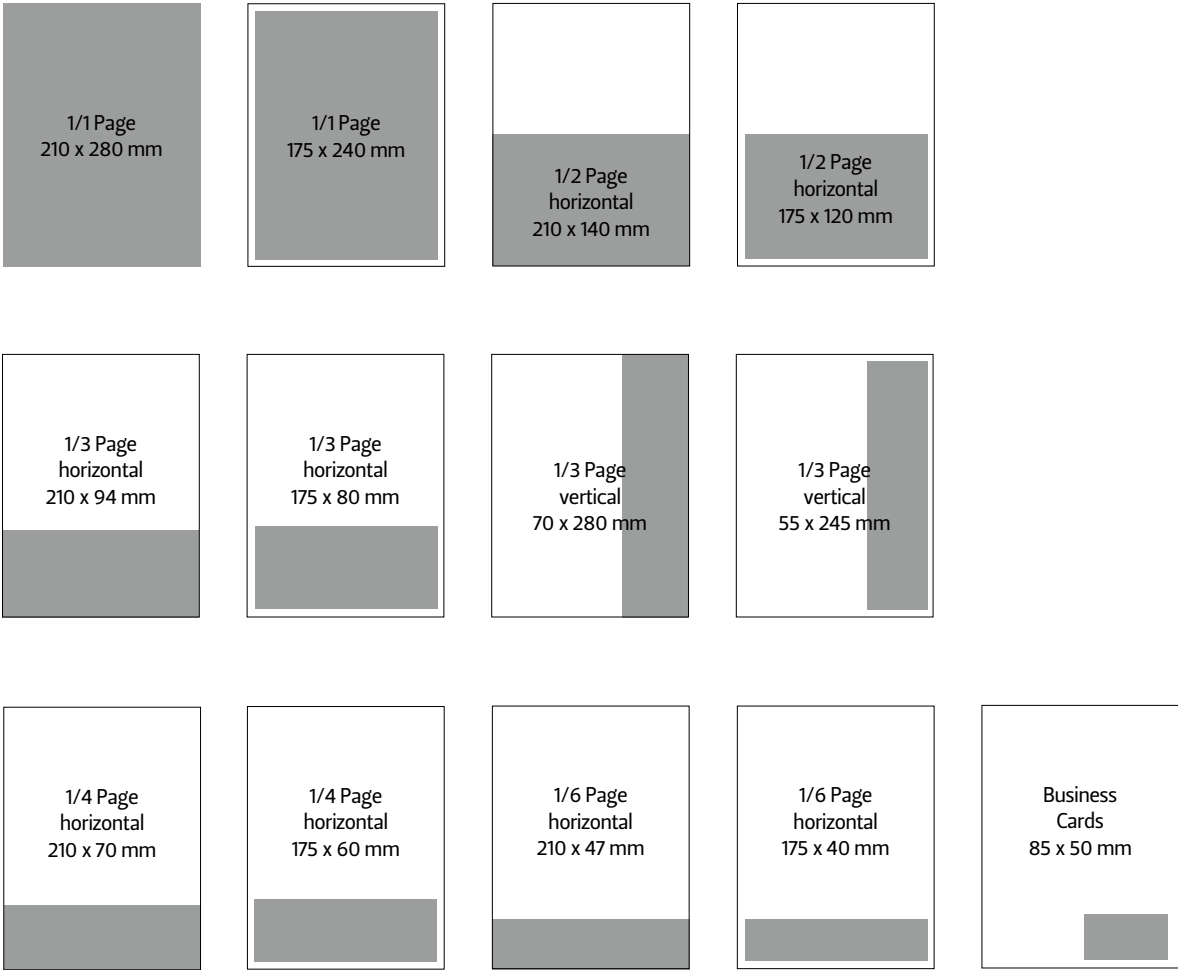 1/1 Page
210 x 280 mm
1/1 Page
175 x 240 mm
1/2 Page
horizontal
210 x 140 mm
1/2 Page
horizontal
175 x 120 mm
1/3 Page
horizontal
210 x 94 mm
1/3 Page
horizontal
175 x 80 mm
1/3 Page
vertical
70 x 280 mm
1/3 Page
vertical
55 x 245 mm
1/4 Page
horizontal
210 x 70 mm
1/4 Page
horizontal
175 x 60 mm
1/6 Page
horizontal
210 x 47 mm
1/6 Page
horizontal
175 x 40 mm
Business
Cards
85 x 50 mm